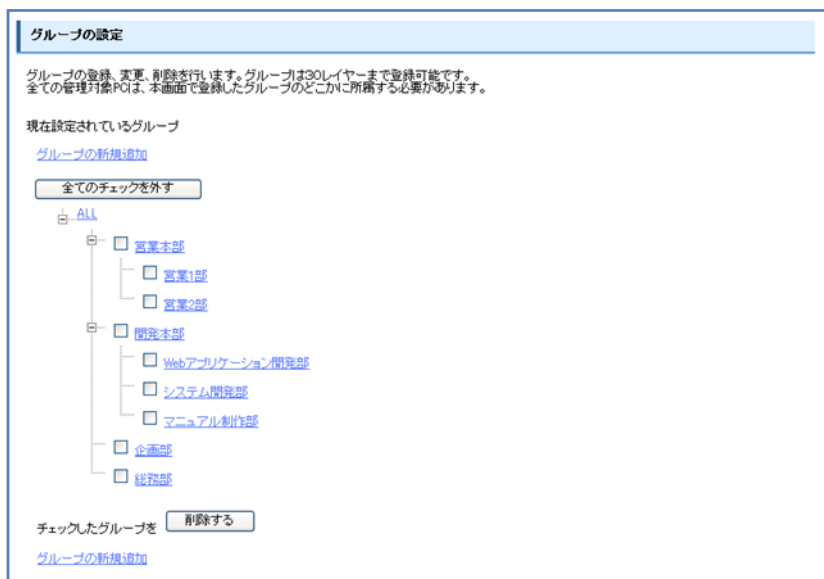 グループの設定
グループの登録、変更、削除を行います。グループは30レイヤーまで登録可能です。
全ての管理対象PCは、本画面で登録したグループのどこかに所属する必要があります。
現在設定されているグループ
グループの新規追加
全てのチェックを外す
ALL
営業本部
営業1部
営業2部
開発本部
Webアプリケーション開発部
システム開発部
マニュアル制作部
企画部
総務部
チェックしたグループを 削除する
グループの新規追加